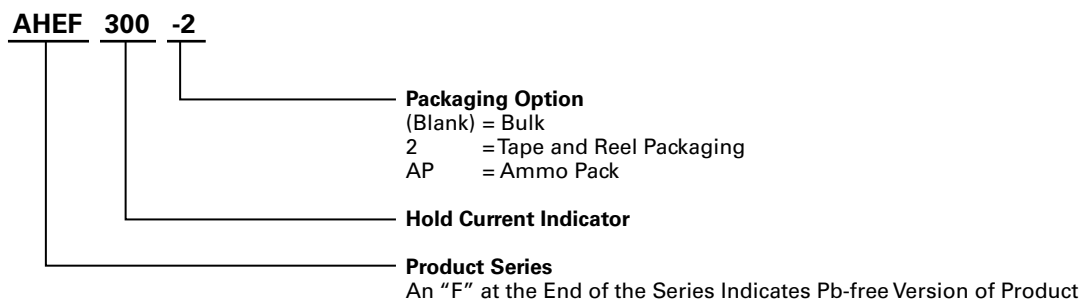 AHEF 300 -2
Packaging Option
(Blank) = Bulk
2 = Tape and Reel Packaging
AP = Ammo Pack
Hold Current Indicator
Product Series
An “F” at the End of the Series Indicates Pb-free Version of Product